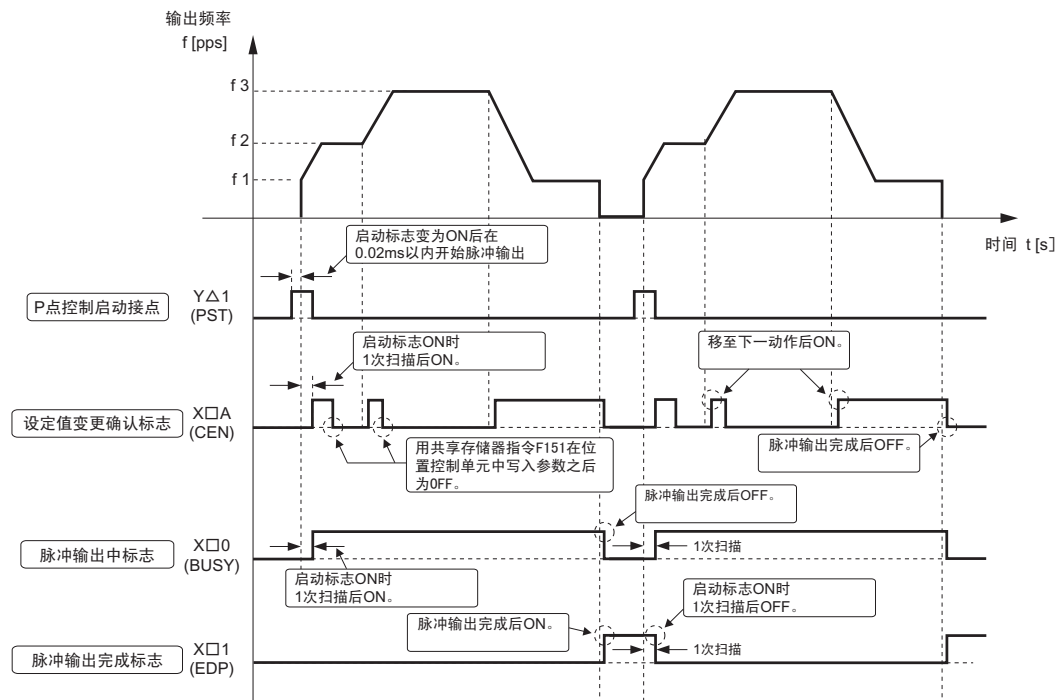 输出频率
f [pps]
f 3
f 2
f 1
时间 t [s]
启动标志变为ON后在
0.02ms以内开始脉冲输出
P点控制启动接点
Y△1
(PST)
启动标志ON时
1次扫描后ON。
移至下一动作后ON。
设定值变更确认标志
X□A
(CEN)
用共享存储器指令F151在位
置控制单元中写入参数之后
为OFF。
脉冲输出完成后OFF。
脉冲输出完成后OFF。
脉冲输出中标志
X□0
(BUSY)
1次扫描
启动标志ON时
1次扫描后ON。
启动标志ON时
1次扫描后OFF。
脉冲输出完成后ON。
脉冲输出完成标志
X□1
(EDP)
1次扫描